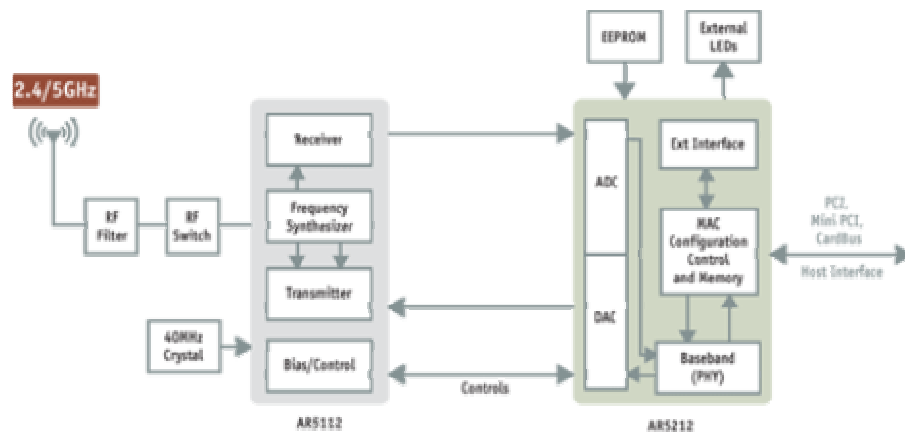 EEPROM
External
LEDs
2.4/5GHz
Receiver
Frequency
Synthesizer
Transmitter
Bias/Control
RF
Filter
RF
Switch
40MHz
Crystal
AR5112
Controls
ADC
DAC
Ext Interface
MAC
Configuration
Control
and Memory
Baseband
(PHY)
AR5212
PC2,
Mini PCI,
CardBus
Host Interface